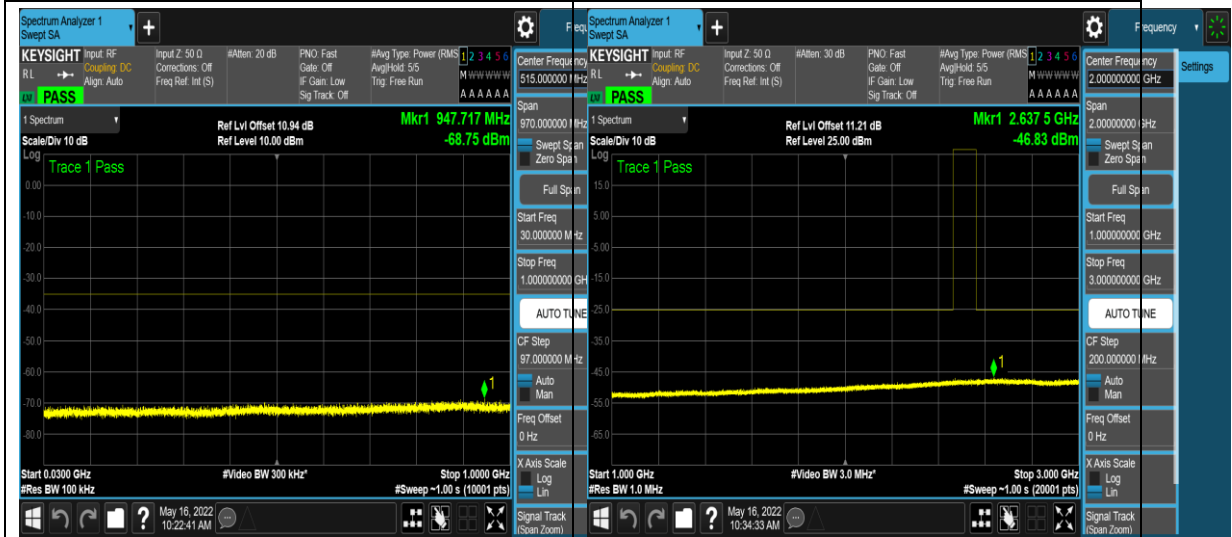 Spectrum Analyzer 1
Swept SA
+
KEYSIGHT
RL
PASS
Input: RF
Coupling: DC
Align: Auto
Input Z: 50 Ω
Corrections: Off
Freq Ref: Int (S)
#Atten: 20 dB
PNO: Fast
Gate: Off
IF Gain: Low
Sig Track: Off
#Avg Type: Power (RMS
Avg|Hold: 5/5
Trig: Free Run
1 2 3 4 5 6
M W W W W W
A A A A A A
1 Spectrum
Scale/Div 10 dB
Ref Lvl Offset 10.94 dB
Ref Level 10.00 dBm
Mkr1 947.717 MHz
-68.75 dBm
Log
Trace 1 Pass
0.00
-10.0
-20.0
-30.0
-40.0
-50.0
-60.0
-70.0
-80.0
1
Start 0.0300 GHz
#Res BW 100 kHz
#Video BW 300 kHz*
Stop 1.0000 GHz
#Sweep ~1.00 s (10001 pts)
?
May 16, 2022
10:22:41 AM
Center Frequency
515.000000 MHz
Span
970.000000 MHz
Swept Span
Zero Span
Full Span
Start Freq
30.000000 MHz
Stop Freq
1.000000000 GH
AUTO TUNE
CF Step
97.000000 MHz
Auto
Man
Freq Offset
0 Hz
X Axis Scale
Log
Lin
Signal Track
(Span Zoom)
Spectrum Analyzer 1
Swept SA
+
KEYSIGHT
RL
PASS
Input: RF
Coupling: DC
Align: Auto
Input Z: 50 Ω
Corrections: Off
Freq Ref: Int (S)
#Atten: 30 dB
PNO: Fast
Gate: Off
IF Gain: Low
Sig Track: Off
#Avg Type: Power (RMS
Avg|Hold: 5/5
Trig: Free Run
1 2 3 4 5 6
M W W W W W
A A A A A A
1 Spectrum
Scale/Div 10 dB
Ref Lvl Offset 11.21 dB
Ref Level 25.00 dBm
Mkr1 2.637 5 GHz
-46.83 dBm
Log
Trace 1 Pass
15.0
5.00
-5.00
-15.0
-25.0
-35.0
-45.0
-55.0
-65.0
1
Start 1.000 GHz
#Res BW 1.0 MHz
#Video BW 3.0 MHz*
Stop 3.000 GHz
#Sweep ~1.00 s (20001 pts)
?
May 16, 2022
10:34:33 AM
Frequency
Settings
Center Frequency
2.000000000 GHz
Span
2.00000000 GHz
Swept Span
Zero Span
Full Span
Start Freq
1.000000000 GHz
Stop Freq
3.000000000 GHz
AUTO TUNE
CF Step
200.000000 MHz
Auto
Man
Freq Offset
0 Hz
X Axis Scale
Log
Lin
Signal Track
(Span Zoom)